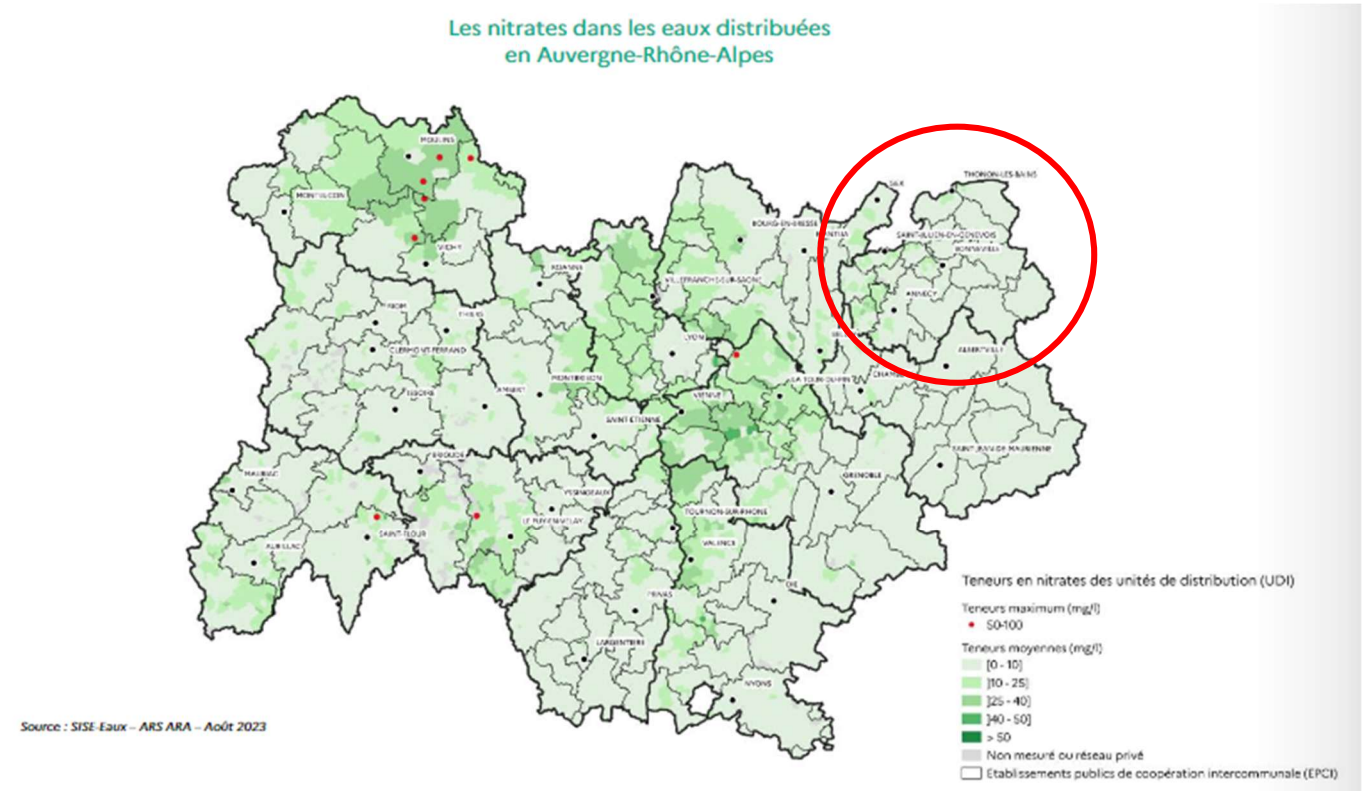 Les nitrates dans les eaux distribuées
en Auvergne-Rhône-Alpes
MOULINS
THONON-LES-BAINS
GEX
MONTLUCON
BOURG-EN-BRESSE
NANTUA
SAINT-JULIEN-EN-GENEVOIS
BONNEVILLE
VICHY
ROANNE
VILLEFRANCHE-SUR-SAONE
ANNECY
RIOM
THIERS
LYON
CLERMONT-FERRAND
ALBERTVILLE
LA TOUR-DU-PIN
MONTBRISON
AMBERT
ISSOIRE
VIENNE
SAINT-ETIENNE
BRIOUDE
SAINT-JEAN-DE-MAURIENNE
MAURIAC
GRENOBLE
YSSINGEAUX
TOURNON-SUR-RHONE
LE PUY-EN-VELAY
SAINT-FLOUR
AURILLAC
VALENCE
DIE
PRIVAS
LARGENTIERE
NYONS
Teneurs en nitrates des unités de distribution (UDI)
Teneurs maximum (mg/l)
50-100
Teneurs moyennes (mg/l)
[0 - 10]
]10 - 25]
]25 - 40]
]40 - 50]
> 50
Non mesuré ou réseau privé
Etablissements publics de coopération intercommunale (EPCI)
Source : SISE-Eaux – ARS ARA – Août 2023